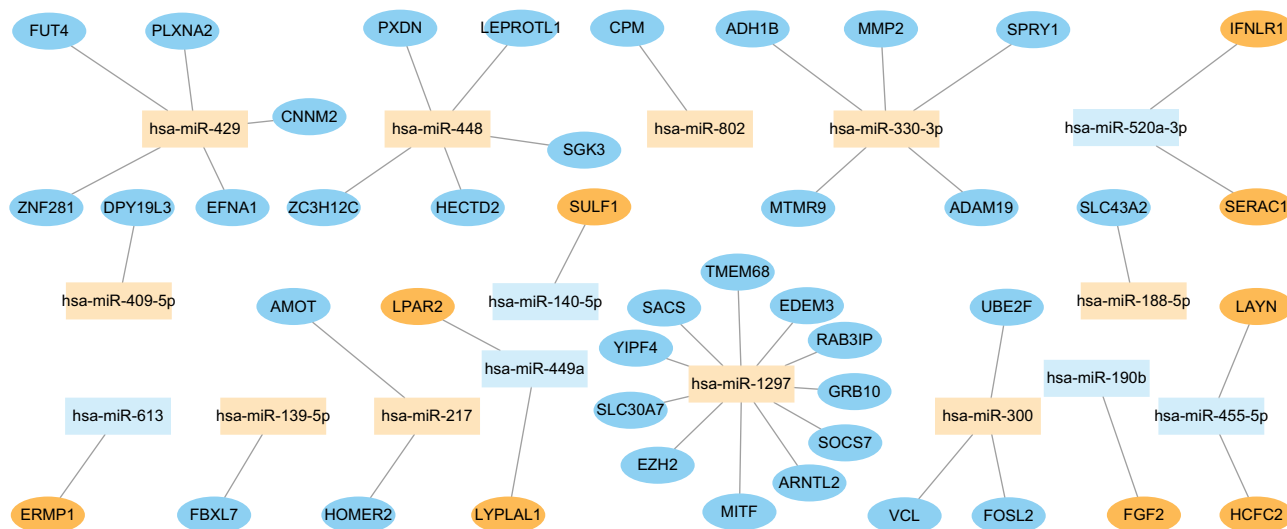 FUT4
PLXNA2
PXDN
LEPROTL1
CPM
ADH1B
MMP2
SPRY1
IFNLR1
hsa-miR-429
CNNM2
hsa-miR-448
SGK3
hsa-miR-802
hsa-miR-330-3p
hsa-miR-520a-3p
ZNF281
DPY19L3
EFNA1
ZC3H12C
HECTD2
SULF1
MTMR9
ADAM19
SLC43A2
SERAC1
hsa-miR-409-5p
AMOT
LPAR2
hsa-miR-140-5p
SACS
TMEM68
EDEM3
UBE2F
hsa-miR-188-5p
LAYN
YIPF4
RAB3IP
hsa-miR-449a
hsa-miR-1297
hsa-miR-190b
GRB10
SLC30A7
hsa-miR-613
hsa-miR-139-5p
hsa-miR-217
hsa-miR-300
hsa-miR-455-5p
SOCS7
EZH2
ARNTL2
ERMP1
FBXL7
HOMER2
LYPLAL1
MITF
VCL
FOSL2
FGF2
HCFC2